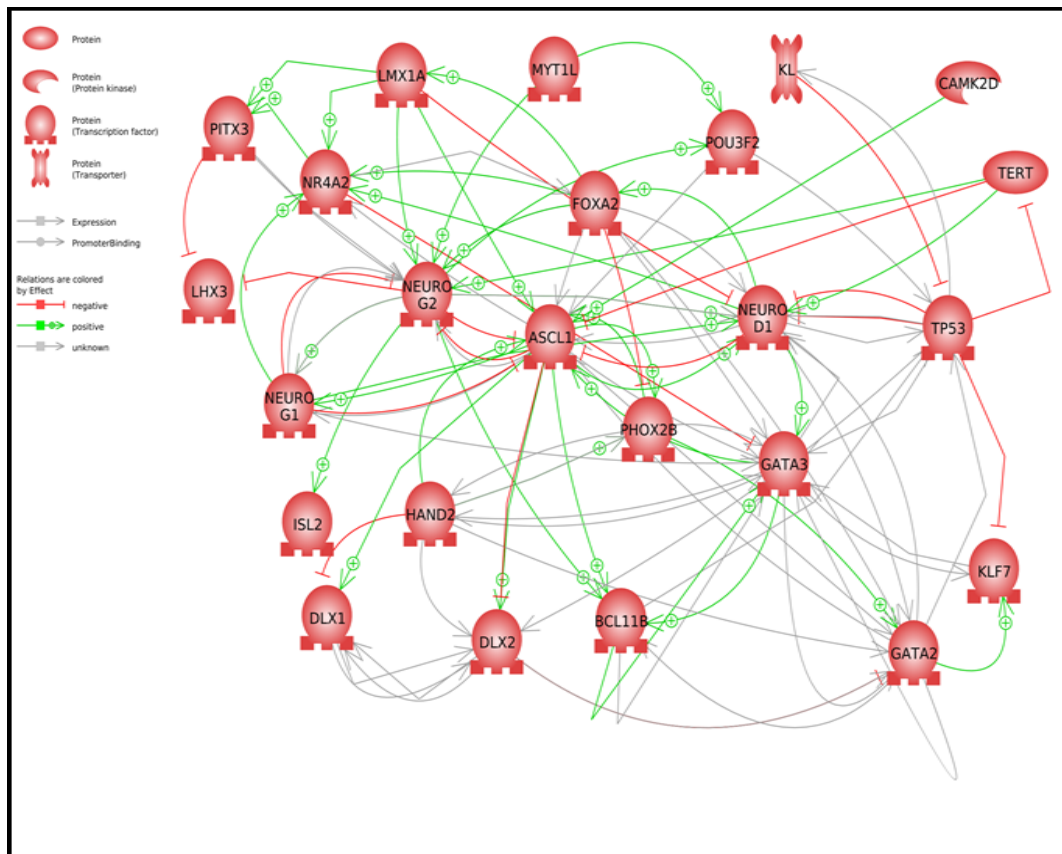 Protein
Protein
(Protein kinase)
Protein
(Transcription factor)
Protein
(Transporter)
Expression
PromoterBinding
Relations are colored
by Effect
negative
positive
unknown
LMX1A
MYT1L
KL
CAMK2D
PITX3
POU3F2
NR4A2
TERT
FOXA2
LHX3
NEURO
G2
NEURO
D1
TP53
ASCL1
NEURO
G1
PHOX2B
GATA3
ISL2
HAND2
KLF7
DLX1
DLX2
BCL11B
GATA2